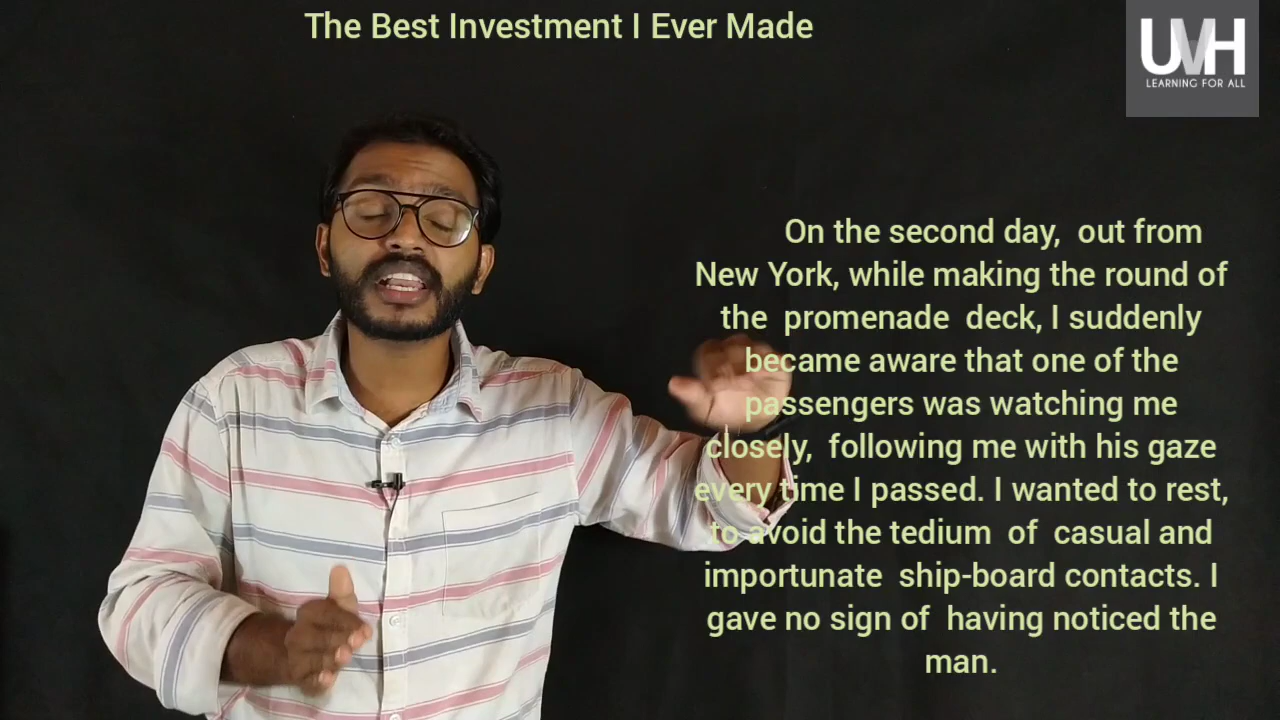 The Best Investment I Ever Made
UVH
LEARNING FOR ALL
On the second day, out from
New York, while making the round of
the promenade deck, I suddenly
became aware that one of the
passengers was watching me
closely, following me with his gaze
every time I passed. I wanted to rest,
to avoid the tedium of casual and
importunate ship-board contacts. I
gave no sign of having noticed the
man.